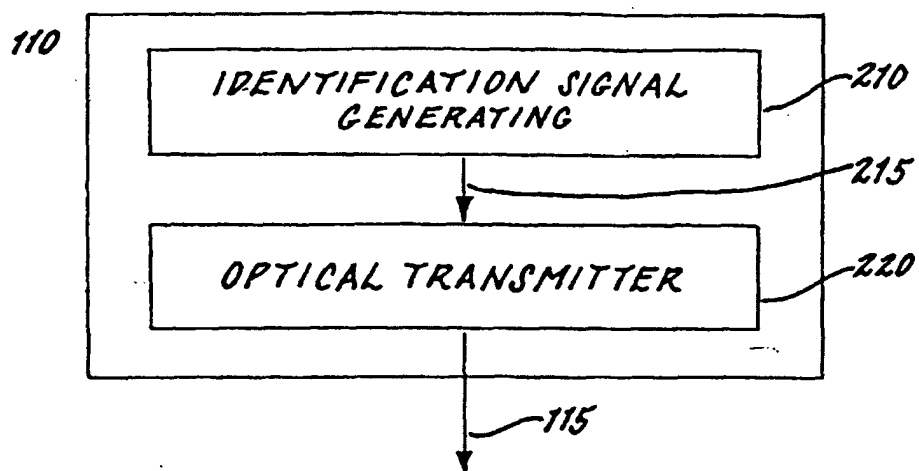 110
IDENTIFICATION SIGNAL
GENERATING
210
215
OPTICAL TRANSMITTER
220
115